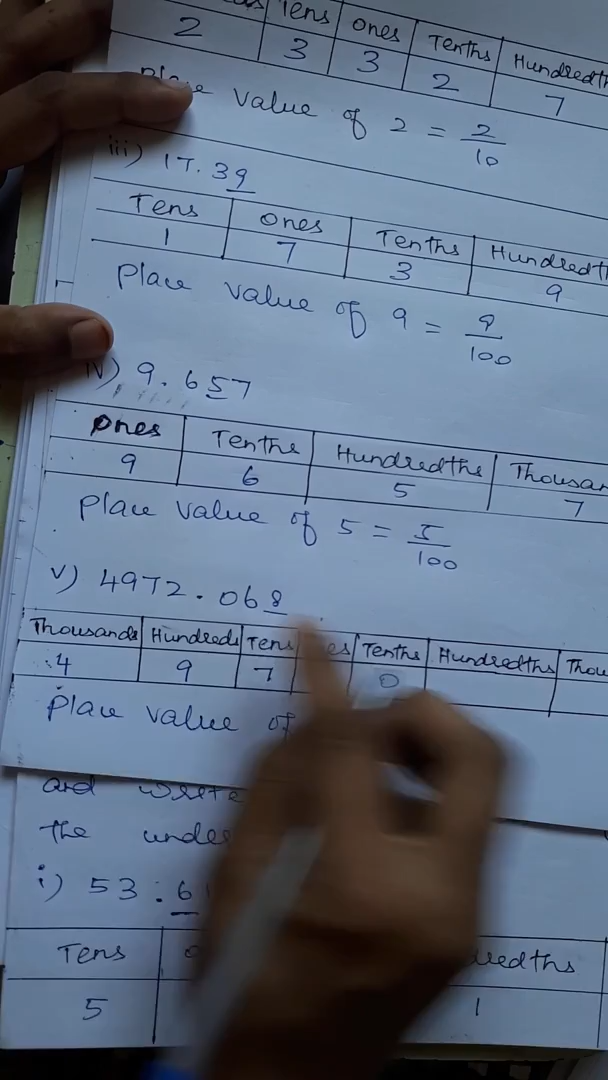 Tens Ones Tenths Hundredth
2 3 3 2 7
Place value of 2 = 2/10
iii) 17.39
Tens Ones Tenths Hundredth
1 7 3 9
Place value of 9 = 9/100
iv) 9.657
Ones Tenths Hundredths Thousan
9 6 5 7
Place value of 5 = 5/100
v) 4972.068
Thousands Hundreds Tens Tenths Hundredths Thou
4 9 7 0
Place value of
and write
the under
i) 53.6
Tens
5 1